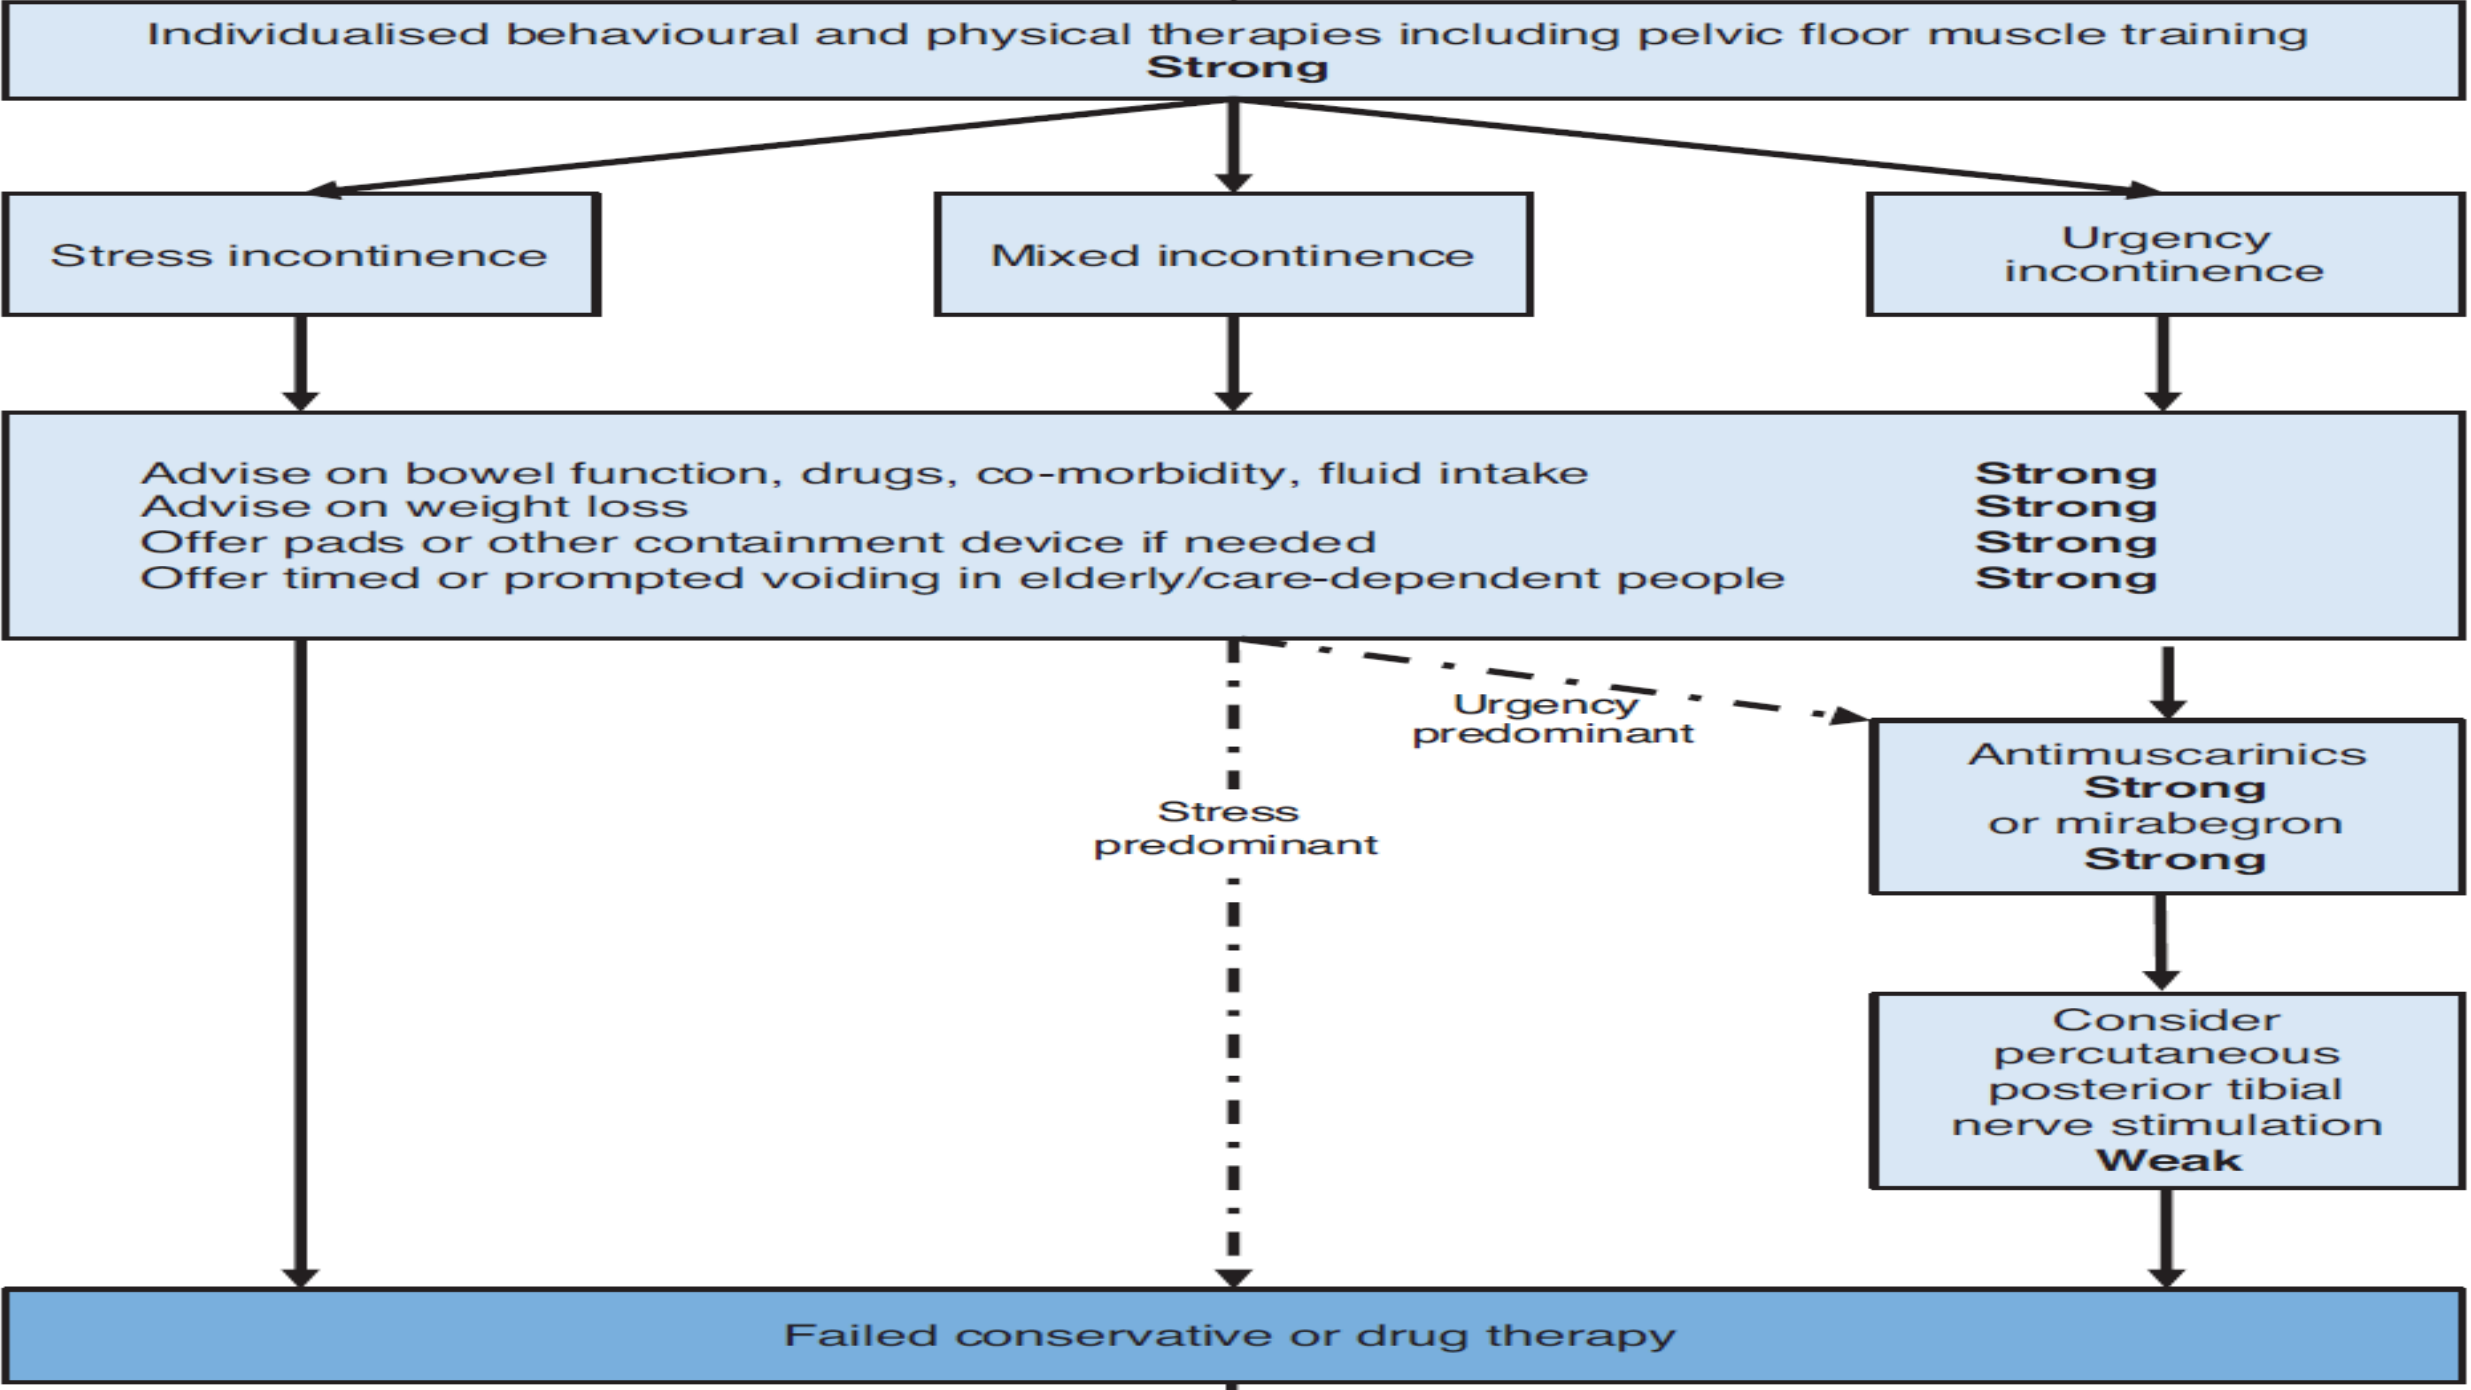 Individualised behavioural and physical therapies including pelvic floor muscle training
Strong
Stress incontinence
Mixed incontinence
Urgency
incontinence
Advise on bowel function, drugs, co-morbidity, fluid intake Strong
Advise on weight loss Strong
Offer pads or other containment device if needed Strong
Offer timed or prompted voiding in elderly/care-dependent people Strong
Urgency
predominant
Stress
predominant
Antimuscarinics
Strong
or mirabegron
Strong
Consider
percutaneous
posterior tibial
nerve stimulation
Weak
Failed conservative or drug therapy